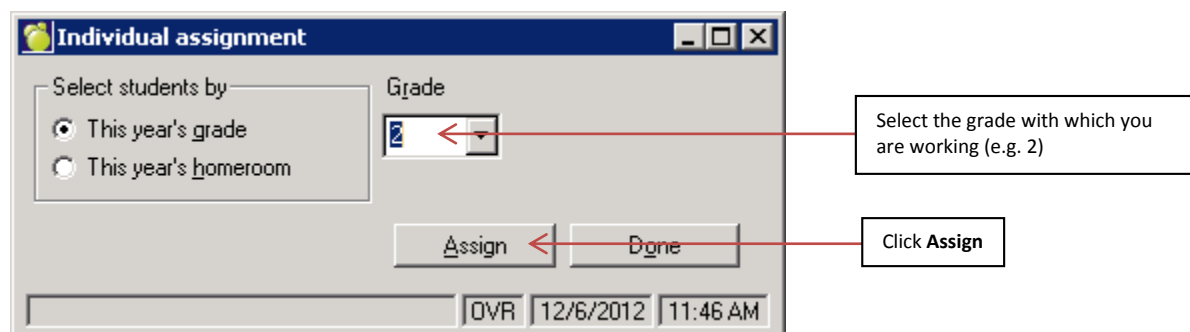 Individual assignment
Select students by
Grade
This year's grade
2
This year's homeroom
Select the grade with which you
are working (e.g. 2)
Assign
Done
Click Assign
OVR 12/6/2012 11:46 AM